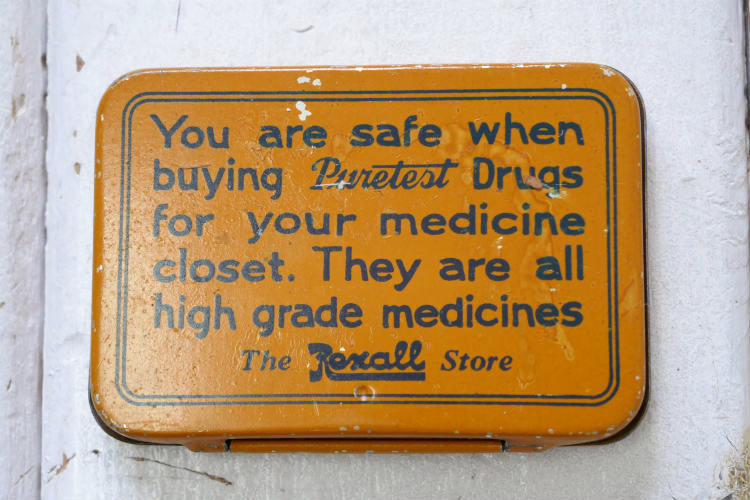 You are safe when
buying Puretest Drugs
for your medicine
closet. They are all
high grade medicines
The Rexall Store